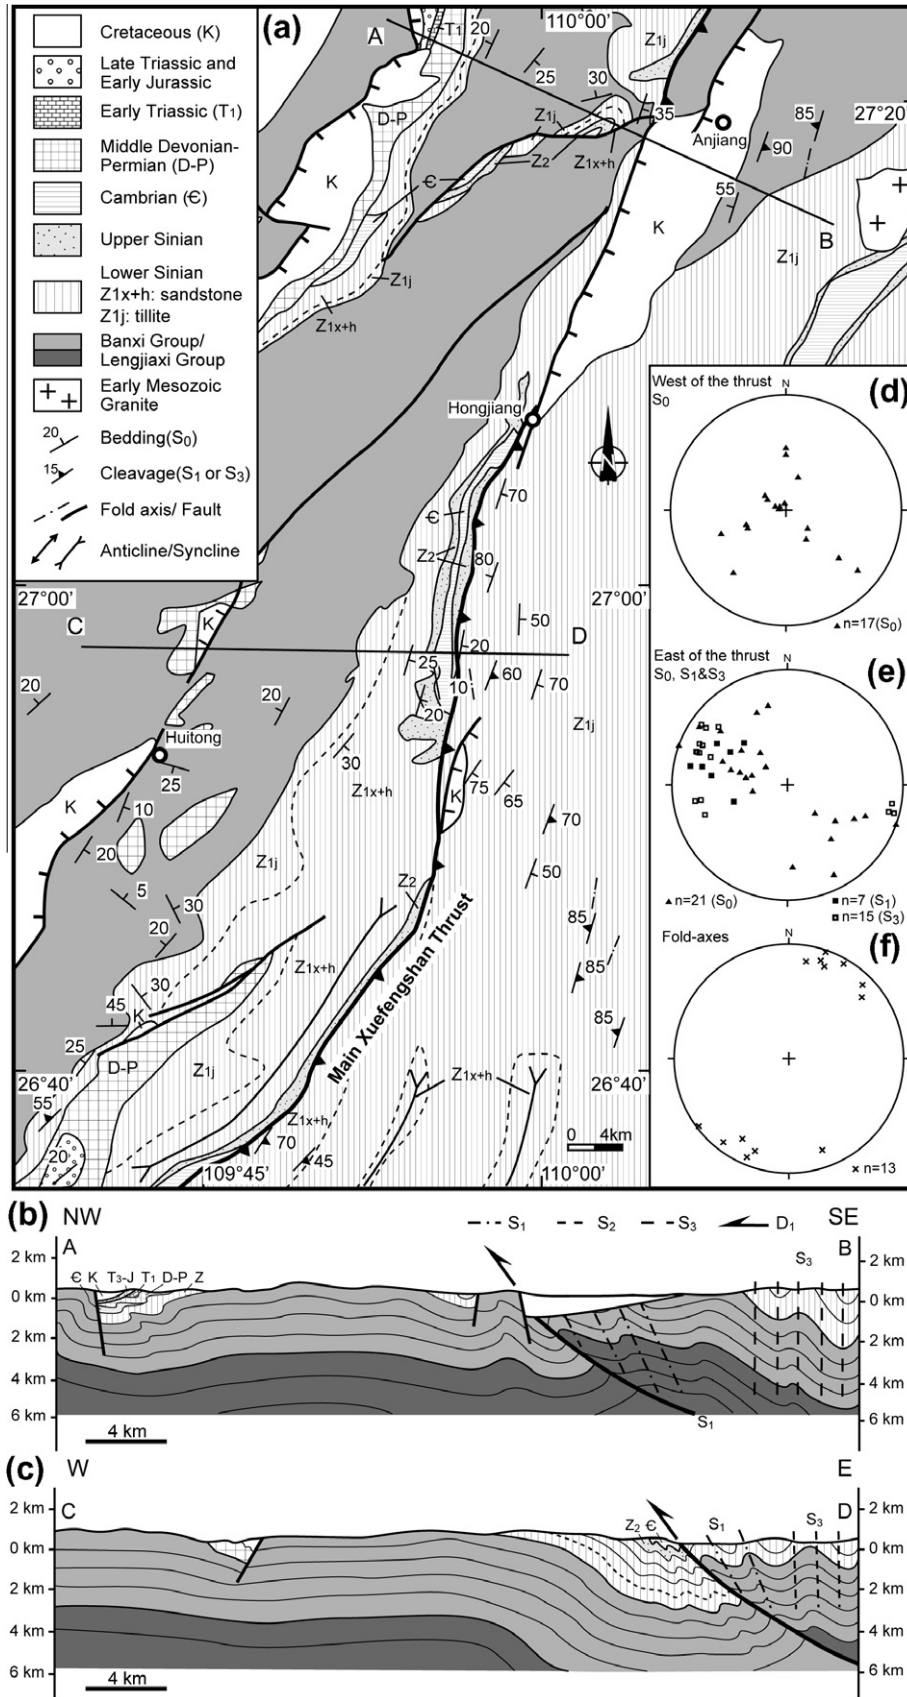 (a)
Cretaceous (K)
Late Triassic and
Early Jurassic
Early Triassic (T1)
Middle Devonian-
Permian (D-P)
Cambrian (Є)
Upper Sinian
Lower Sinian
Z1x+h: sandstone
Z1j: tillite
Banxi Group/
Lengjiaxi Group
Early Mesozoic
Granite
20 Bedding(S0)
15 Cleavage(S1 or S3)
Fold axis/ Fault
Anticline/Syncline
110°00'
A
T1
20
25
30
Z1j
35
Anjiang
85
90
27°20'
D-P
Z1j
Z2
Z1x+h
Є
K
55
B
K
Z1j
Z1j
Z1x+h
Hongjiang
N
70
Є
Z2
80
27°00'
27°00'
C
K
50
D
20
25
60
70
10
20
20
20
Z1j
Huitong
30
25
Z1x+h
75
65
K
K
10
70
20
Z1j
50
5
Z2
30
20
85
Z1x+h
85
30
45
K
Main Xuefengshan Thrust
85
25
D-P
Z1j
26°40'
26°40'
Z1x+h
55
Z1x+h
0 4km
20
70
45
109°45'
110°00'
West of the thrust
S0
(d)
N
n=17(S0)
East of the thrust
S0, S1&S3
(e)
N
n=21 (S0)
n=7 (S1)
n=15 (S3)
Fold-axes
(f)
N
n=13
(b) NW
S1 S2 S3 D1 SE
A
B
2 km
0 km
2 km
4 km
6 km
Є K T3-J T1 D-P Z
S3
S1
2 km
0 km
2 km
4 km
6 km
4 km
(c) W
E
C
D
2 km
0 km
2 km
4 km
6 km
Z2 Є
S1
S3
2 km
0 km
2 km
4 km
6 km
4 km